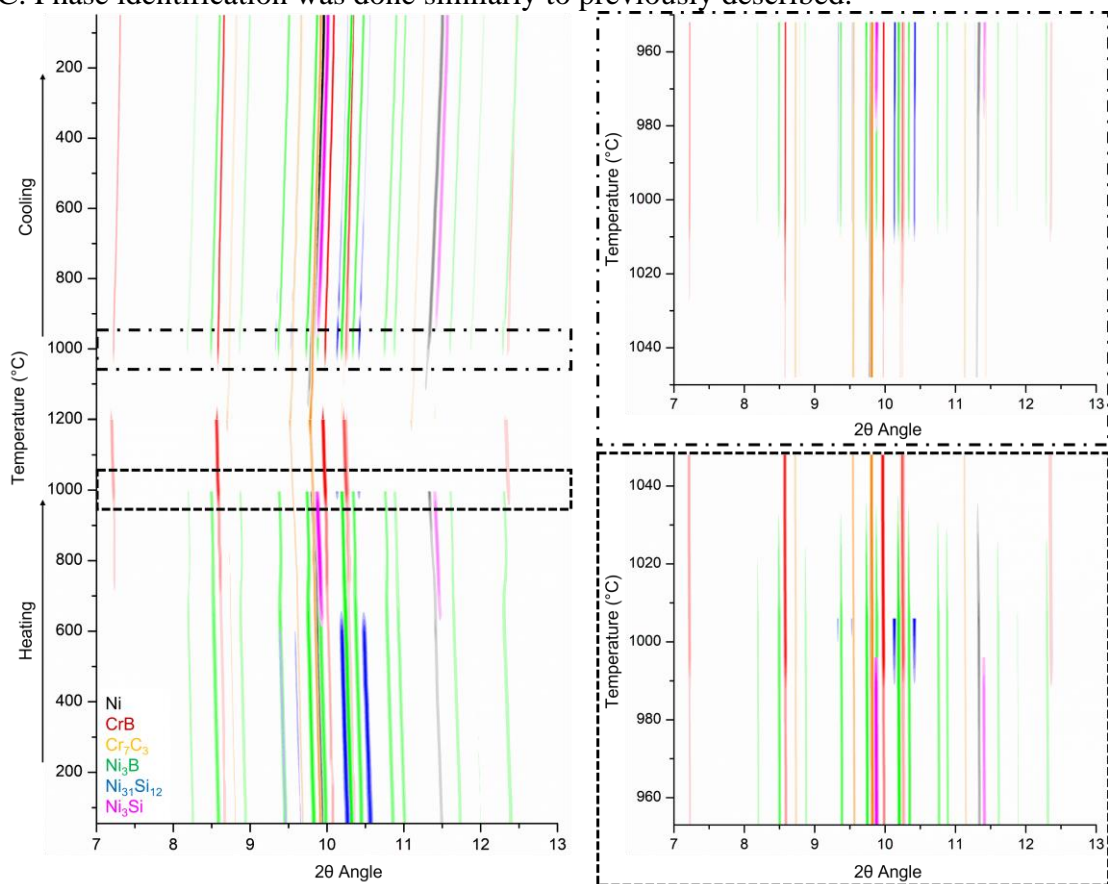 C. Phase identification was done similarly to previously described.
200
400
600
800
1000
1200
1000
800
600
400
200
Cooling
Temperature (°C)
Heating
Ni
CrB
Cr₇C₃
Ni₃B
Ni₃₁Si₁₂
Ni₃Si
7 8 9 10 11 12 13
2θ Angle
960
980
1000
1020
1040
Temperature (°C)
7 8 9 10 11 12 13
2θ Angle
1040
1020
1000
980
960
Temperature (°C)
7 8 9 10 11 12 13
2θ Angle